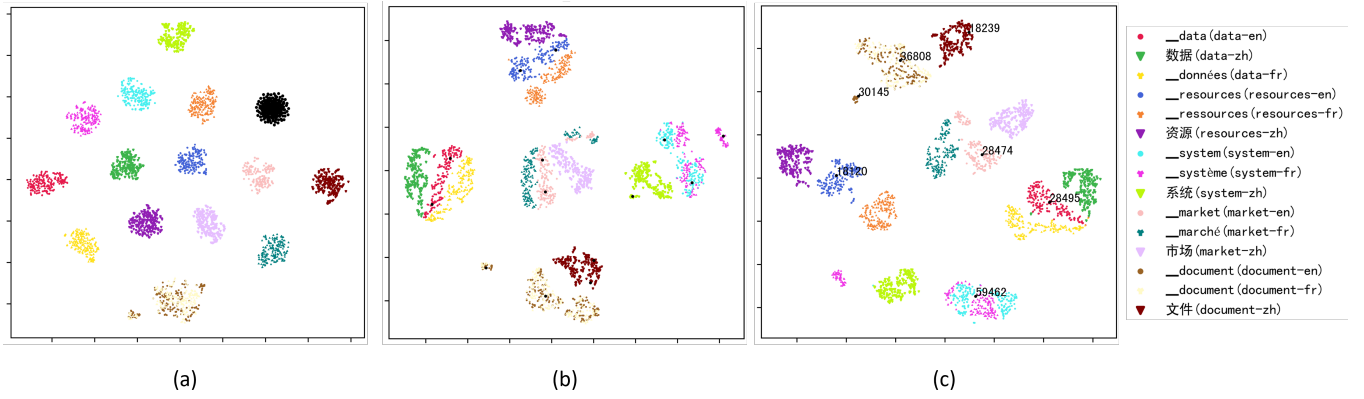 18239
36808
30145
28474
18120
28495
59462
__data(data-en)
数据(data-zh)
__données(data-fr)
__resources(resources-en)
__ressources(resources-fr)
资源(resources-zh)
__system(system-en)
__système(system-fr)
系统(system-zh)
__market(market-en)
__marché(market-fr)
市场(market-zh)
__document(document-en)
__document(document-fr)
文件(document-zh)
(a)
(b)
(c)